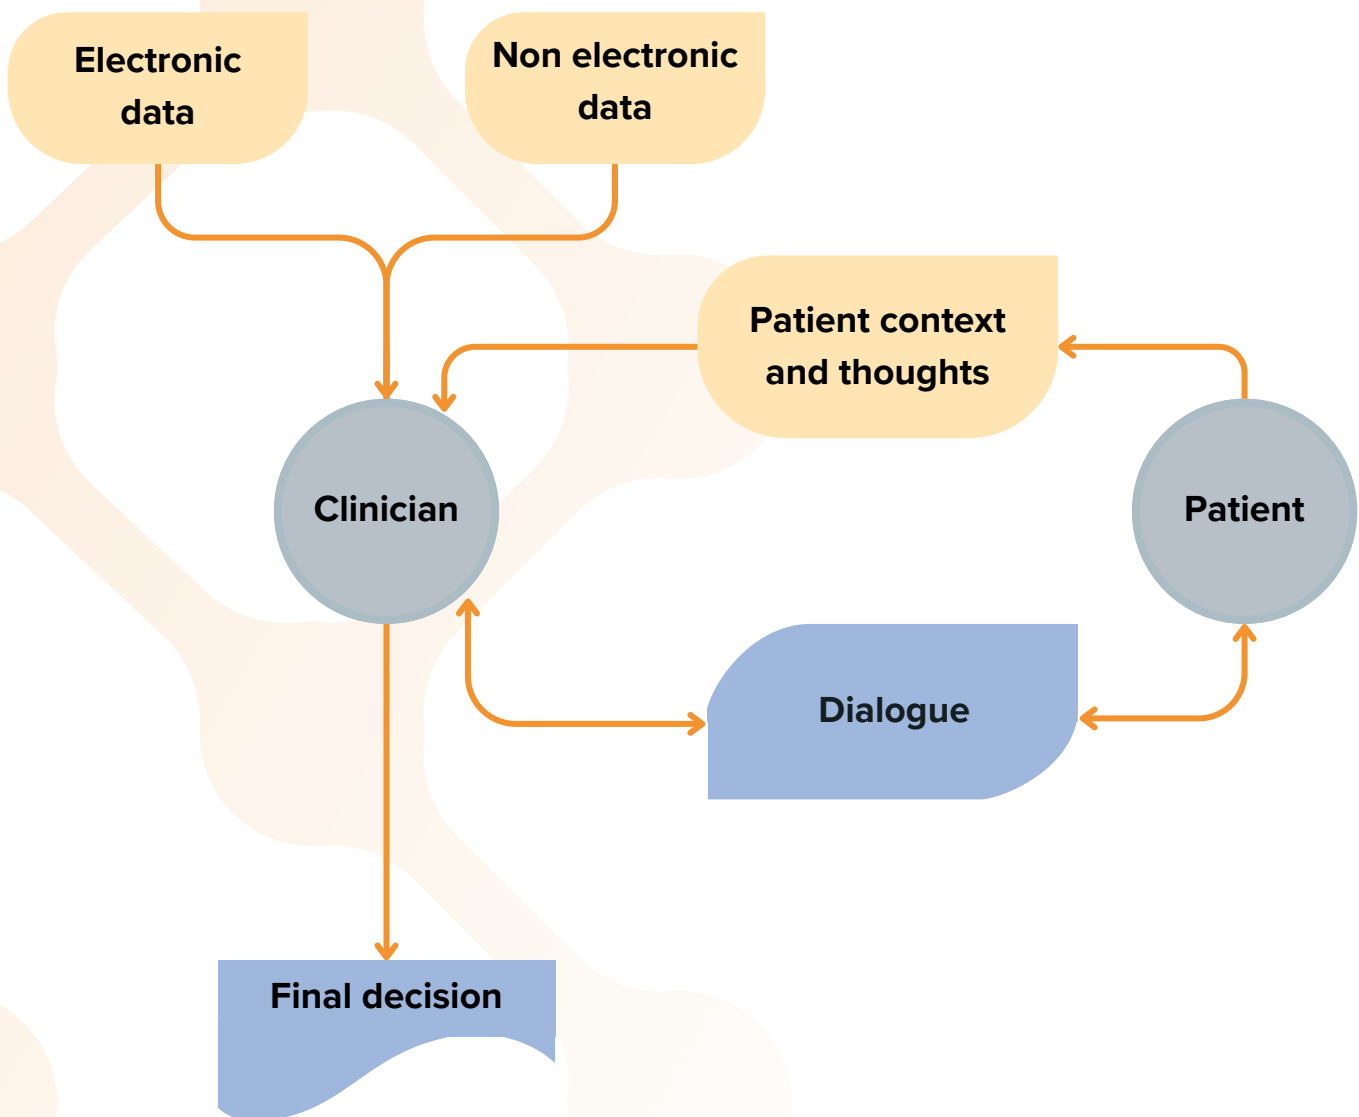 Electronic
data
Non electronic
data
Patient context
and thoughts
Clinician
Patient
Dialogue
Final decision